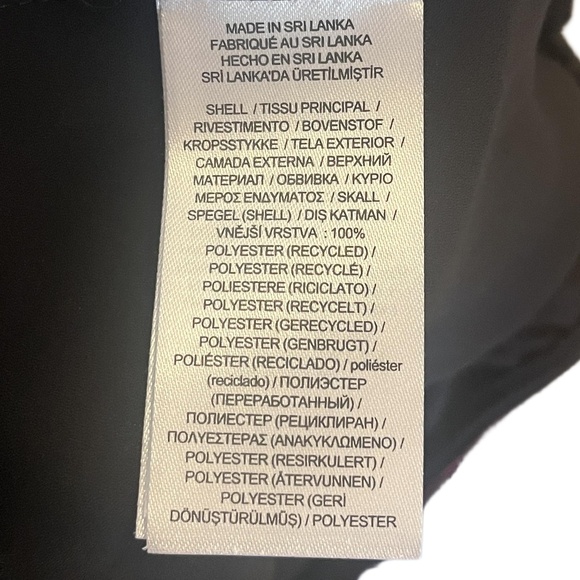 MADE IN SRI LANKA
FABRIQUÉ AU SRI LANKA
HECHO EN SRI LANKA
SRİ LANKA'DA ÜRETİLMİŞTİR
SHELL / TISSU PRINCIPAL /
RIVESTIMENTO / BOVENSTOF /
KROPSSTYKKE / TELA EXTERIOR /
CAMADA EXTERNA / ВЕРХНИЙ
МАТЕРИАЛ / ОБВИВКА / ΚΥΡΙΟ
ΜΕΡΟΣ ΕΝΔΥΜΑΤΟΣ / SKALL /
SPEGEL (SHELL) / DIŞ KATMAN /
VNĚJŠÍ VRSTVA : 100%
POLYESTER (RECYCLED) /
POLYESTER (RECYCLÉ) /
POLIESTERE (RICICLATO) /
POLYESTER (RECYCELT) /
POLYESTER (GERECYCLED) /
POLYESTER (GENBRUGT) /
POLIÉSTER (RECICLADO) / poliéster
(reciclado) / ПОЛИЭСТЕР
(ПЕРЕРАБОТАННЫЙ) /
ПОЛИЕСТЕР (РЕЦИКЛИРАН) /
ΠΟΛΥΕΣΤΕΡΑΣ (ΑΝΑΚΥΚΛΩΜΕΝΟ) /
POLYESTER (RESIRKULERT) /
POLYESTER (ÅTERVUNNEN) /
POLYESTER (GERİ
DÖNÜŞTÜRÜLMÜŞ) / POLYESTER